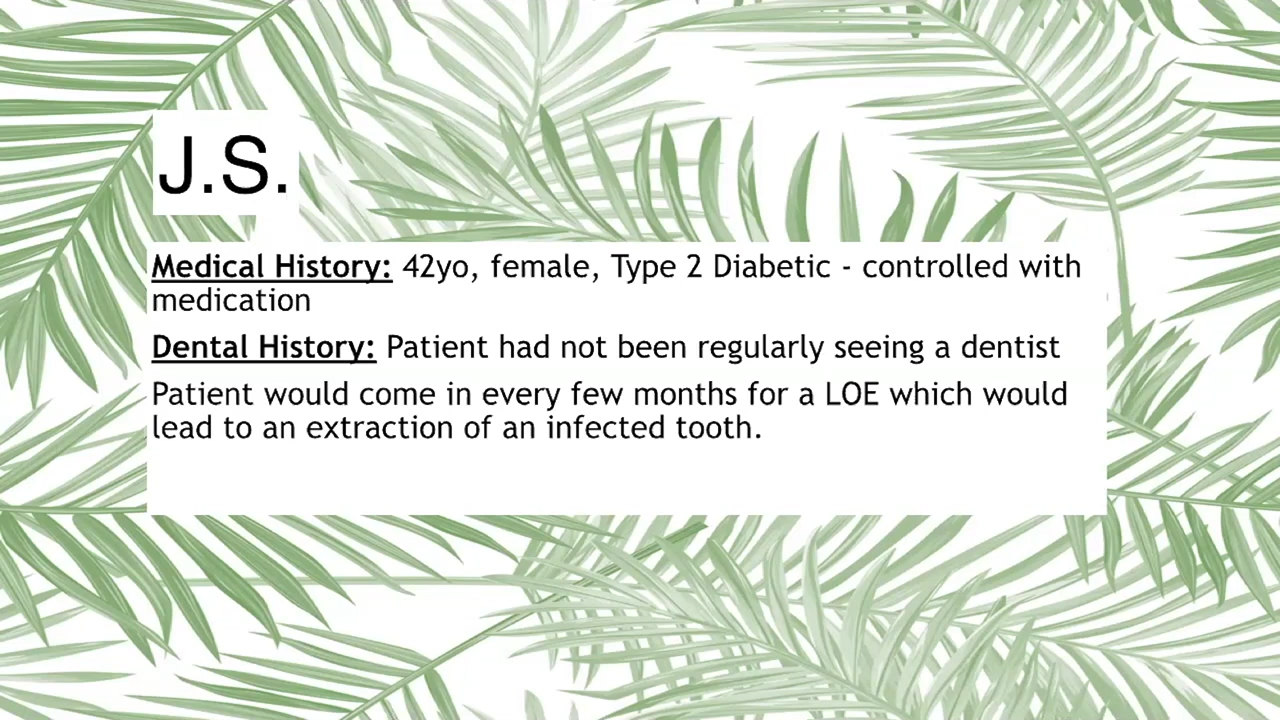 J.S.
Medical History: 42yo, female, Type 2 Diabetic - controlled with
medication
Dental History: Patient had not been regularly seeing a dentist
Patient would come in every few months for a LOE which would
lead to an extraction of an infected tooth.